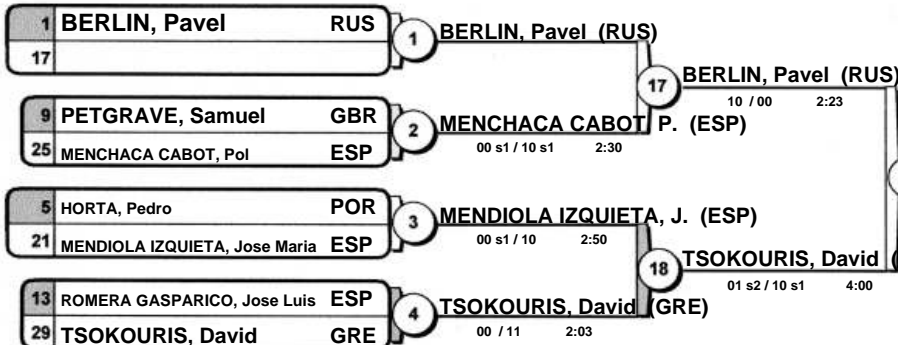 1 BERLIN, Pavel RUS
17
1
BERLIN, Pavel (RUS)
9 PETGRAVE, Samuel GBR
25 MENCHACA CABOT, Pol ESP
2
MENCHACA CABOT, P. (ESP)
00 s1 / 10 s1 2:30
17
BERLIN, Pavel (RUS)
10 / 00 2:23
5 HORTA, Pedro POR
21 MENDIOLA IZQUIETA, Jose Maria ESP
3
MENDIOLA IZQUIETA, J. (ESP)
00 s1 / 10 2:50
13 ROMERA GASPARICO, Jose Luis ESP
29 TSOKOURIS, David GRE
4
TSOKOURIS, David (GRE)
00 / 11 2:03
18
TSOKOURIS, David (
01 s2 / 10 s1 4:00